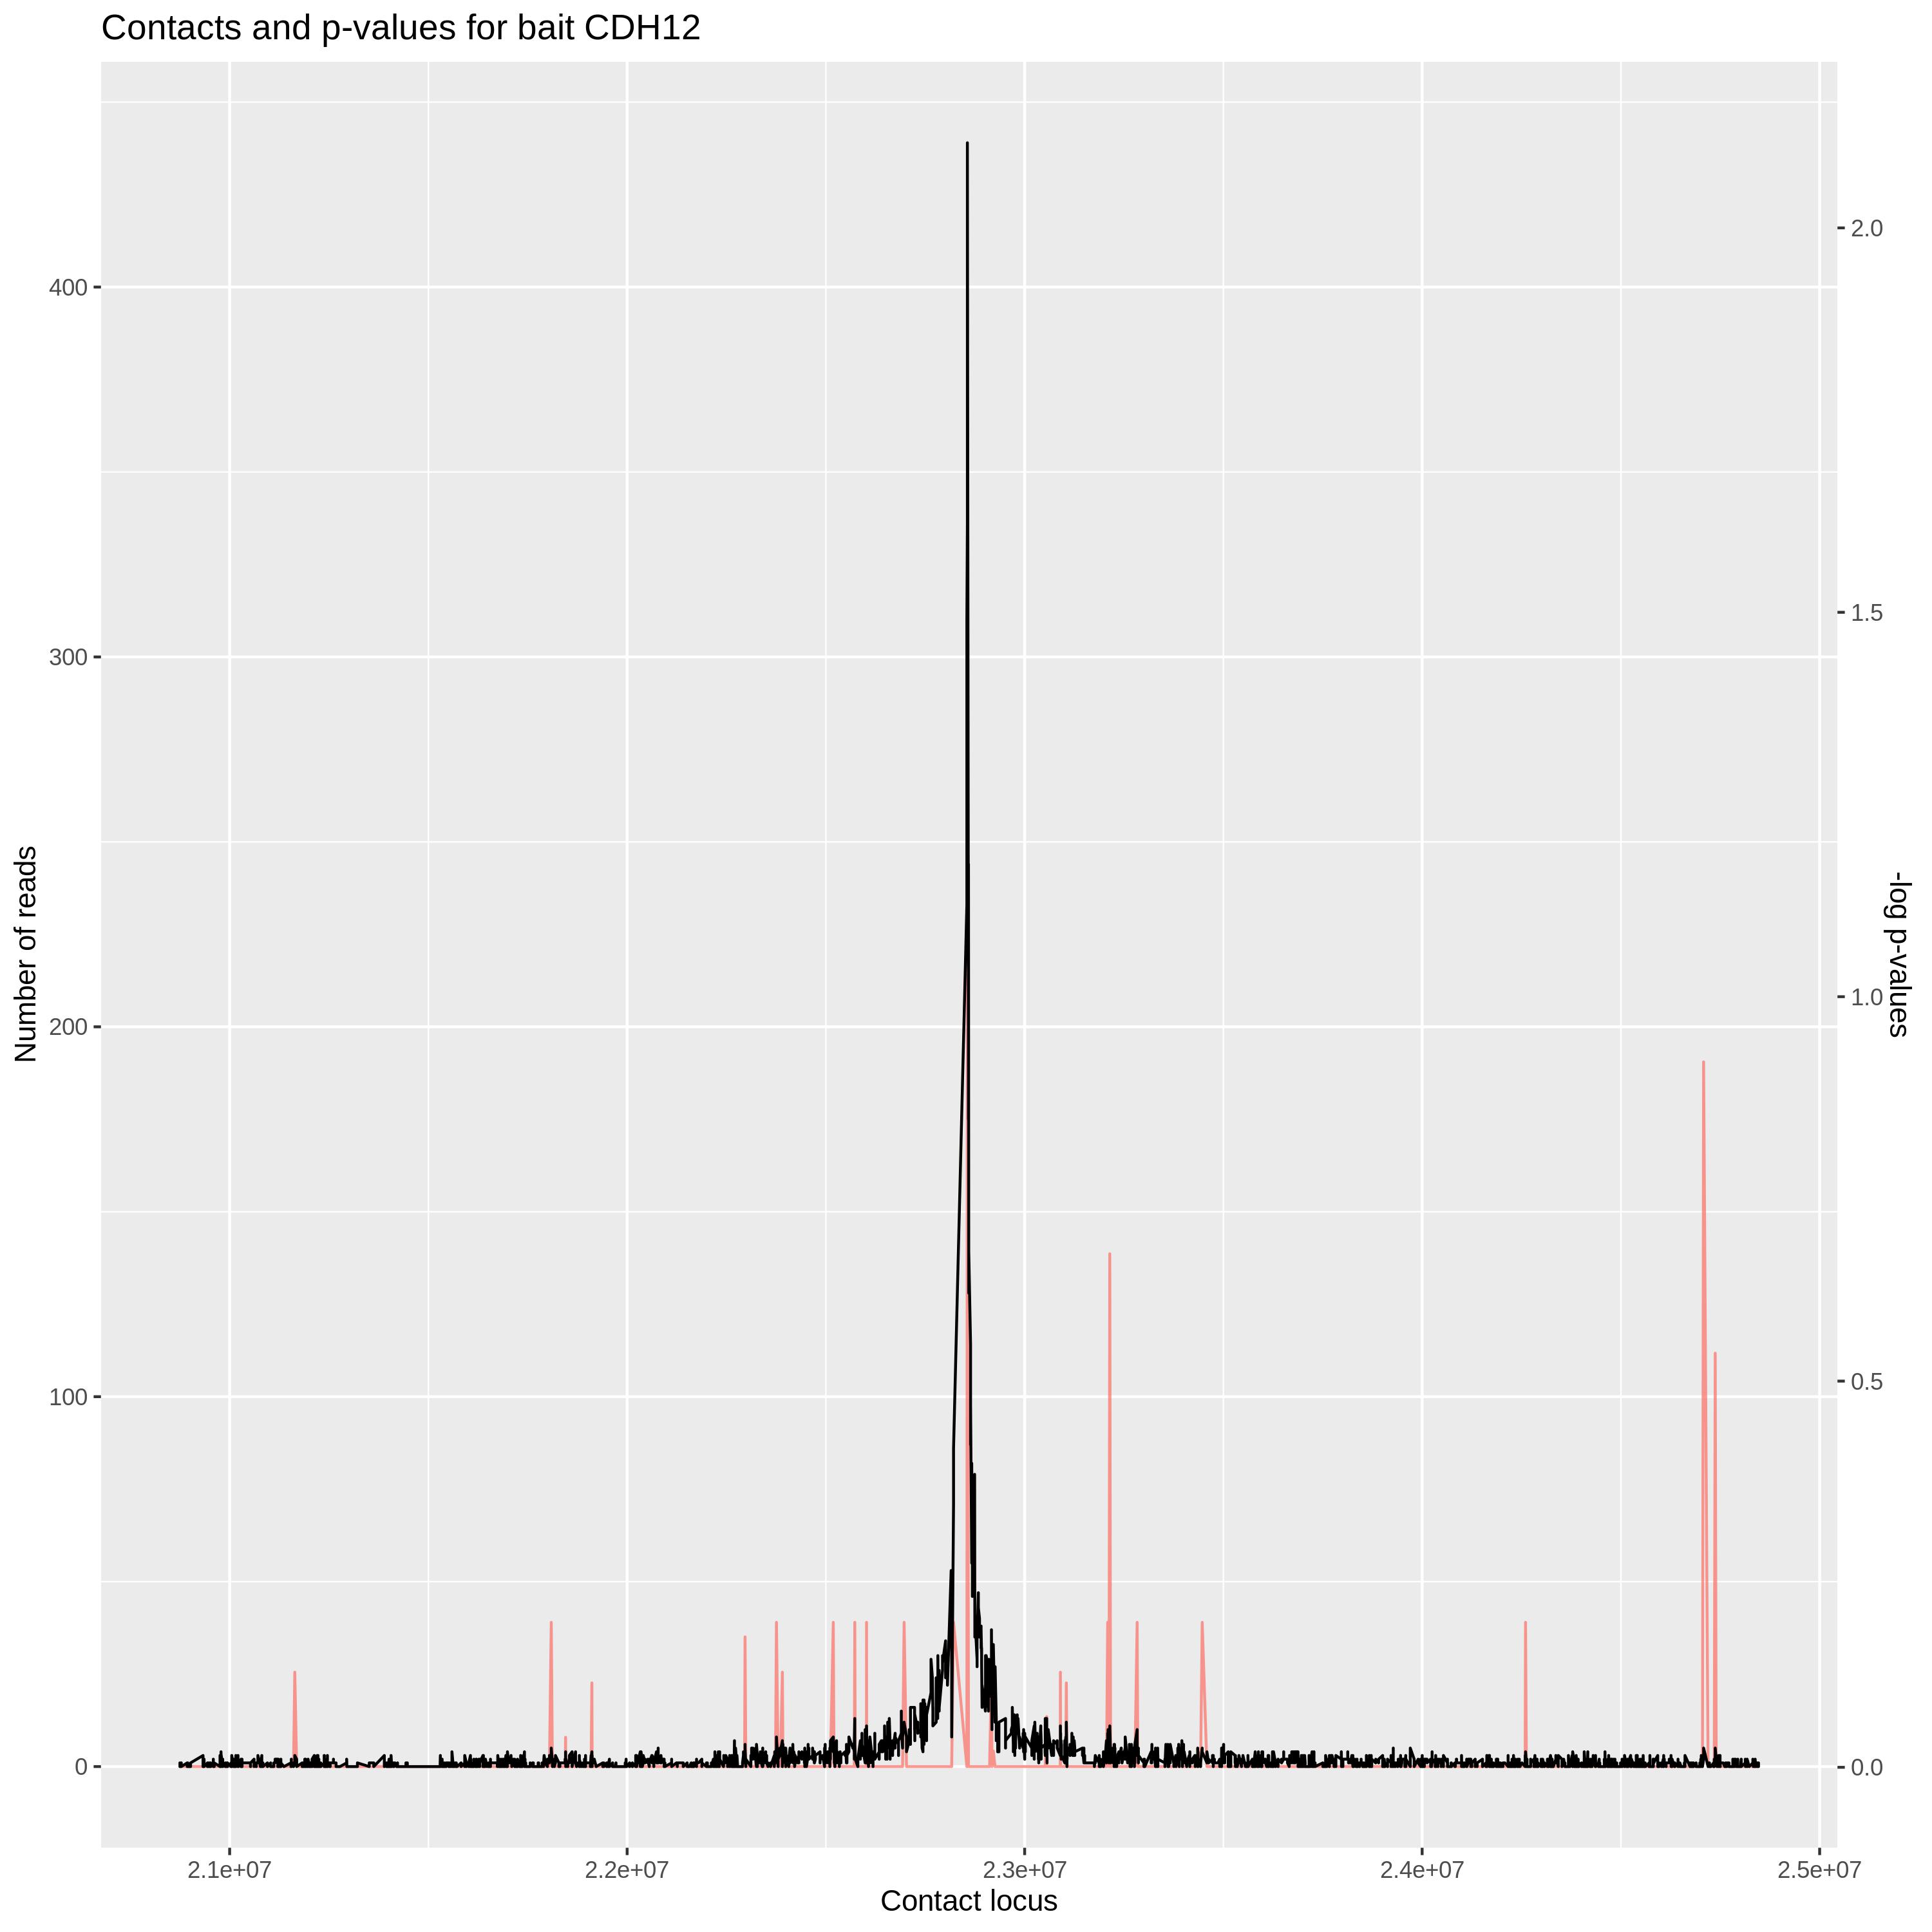 Contacts and p-values for bait CDH12
Number of reads
400
300
200
100
0
2.0
1.5
1.0
0.5
0.0
-log p-values
2.1e+07
2.2e+07
2.3e+07
2.4e+07
2.5e+07
Contact locus